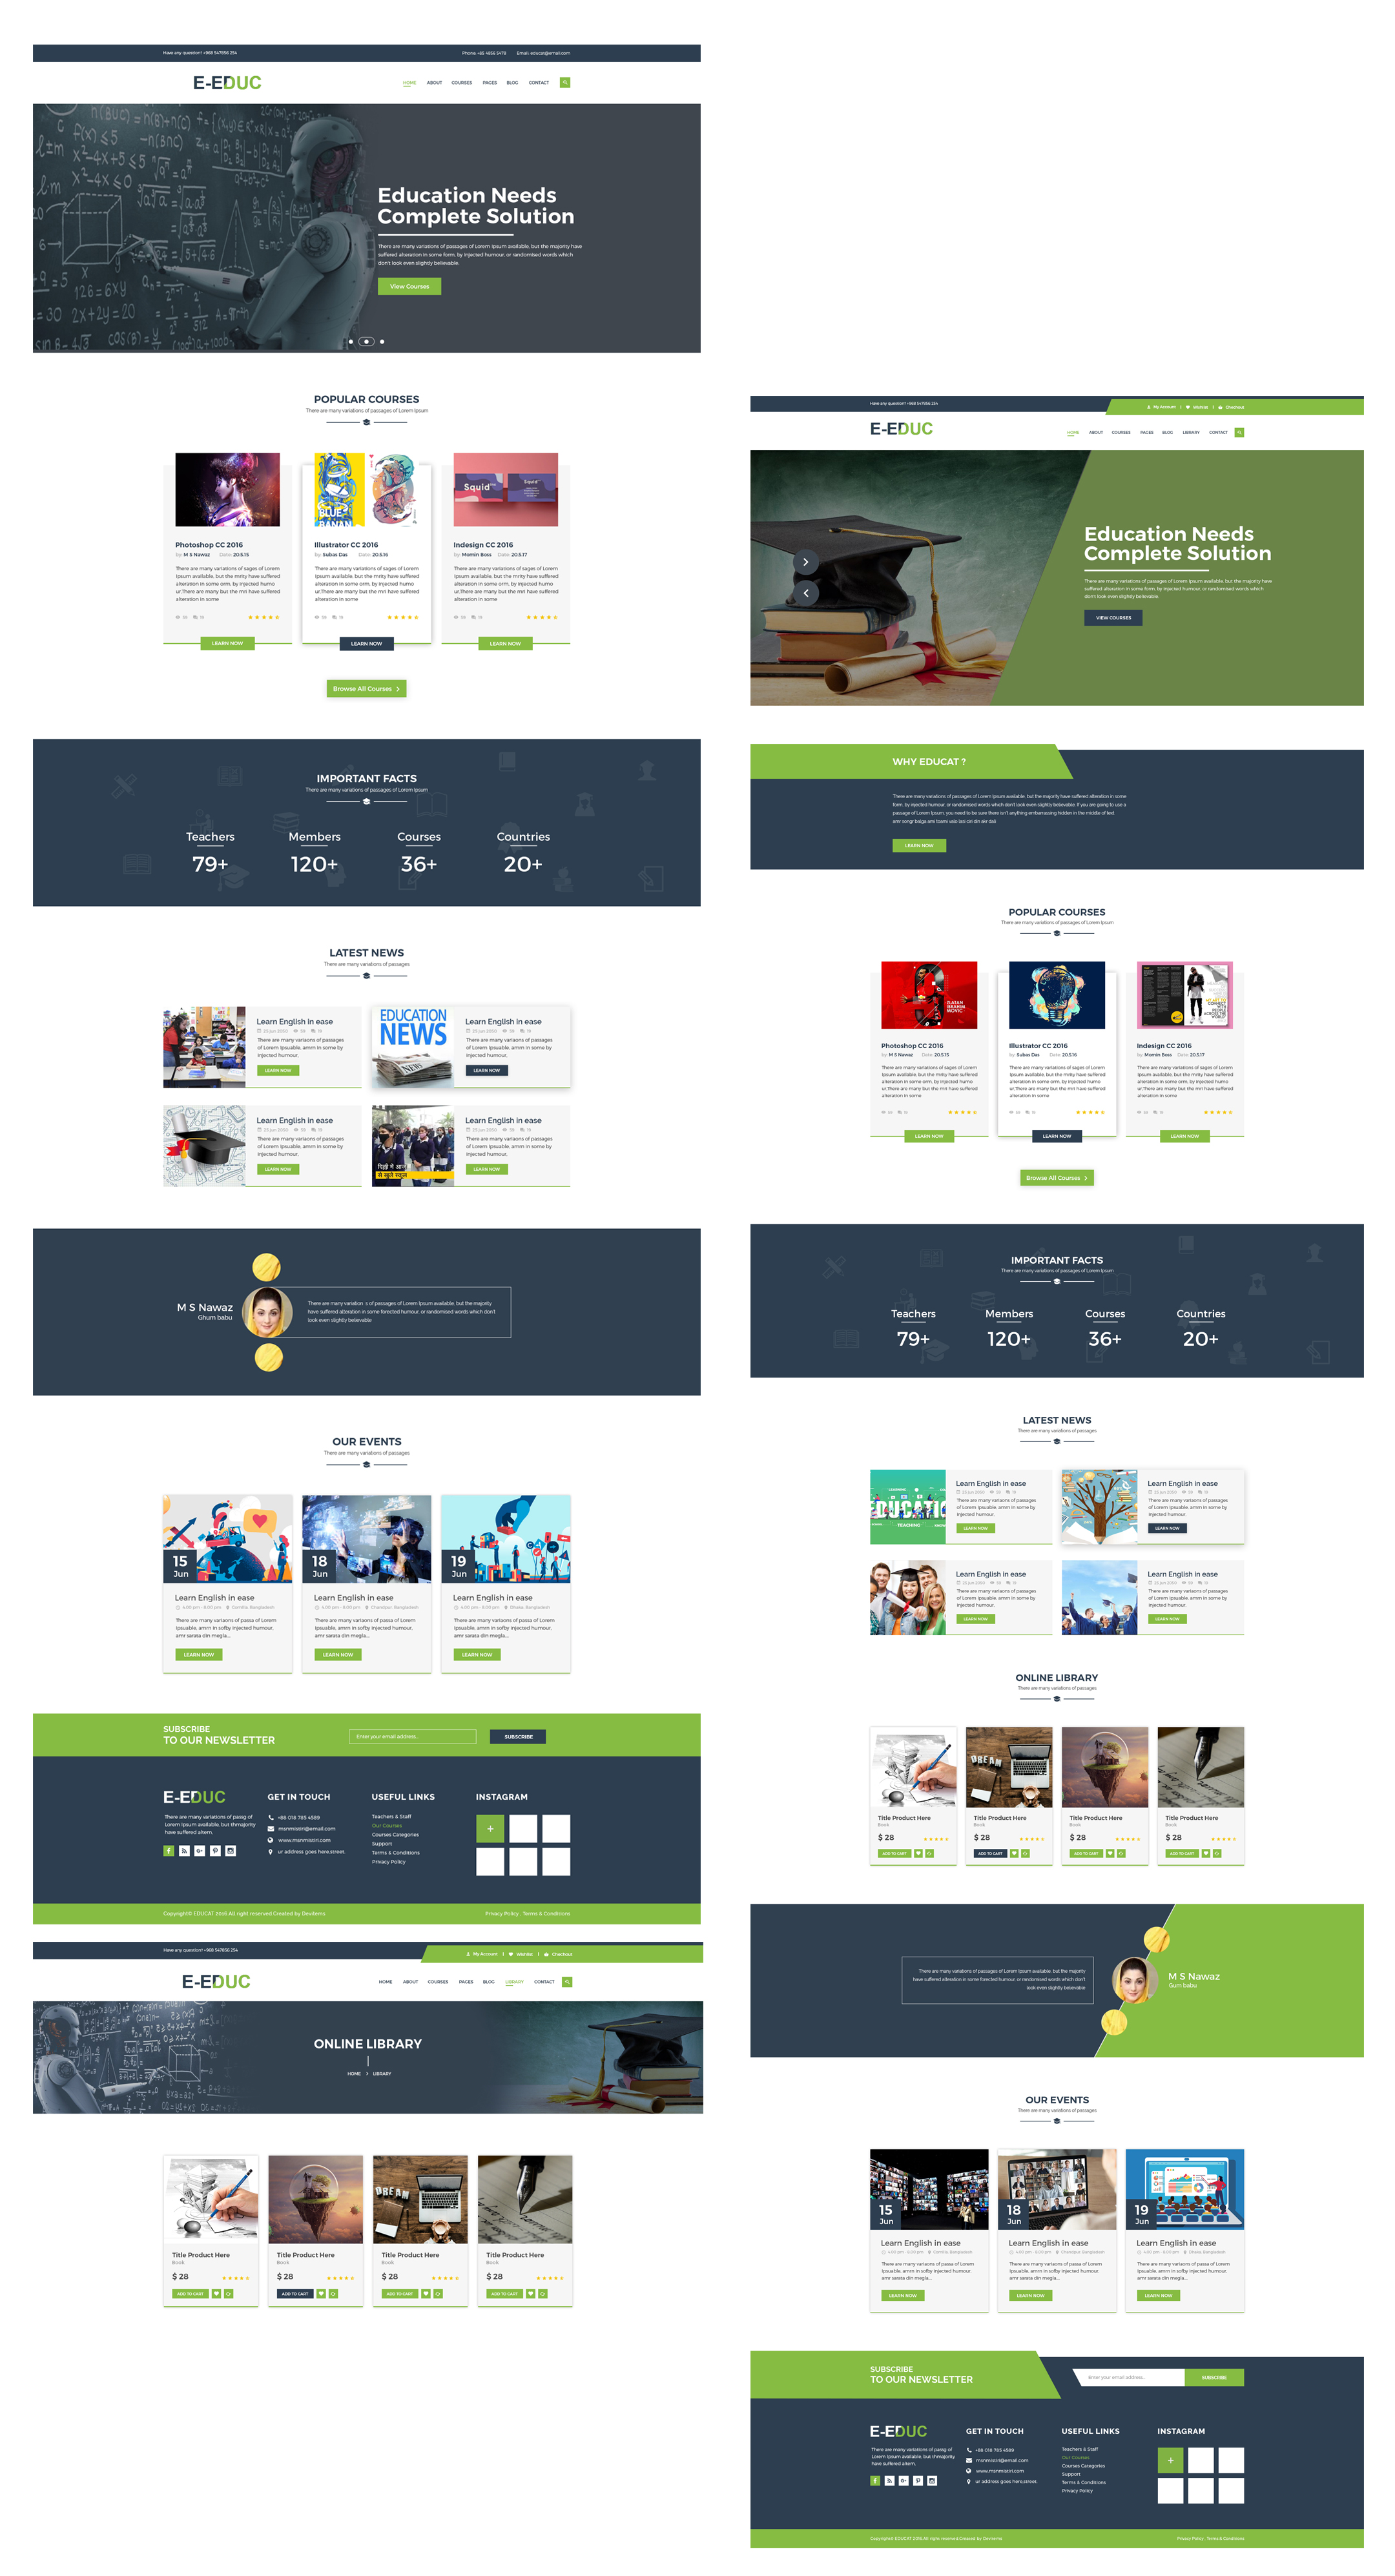 Have any question? +968 547856 254
Phone: +88 4856 5478 Email: educat@email.com
E-EDUC
HOME ABOUT COURSES PAGES BLOG CONTACT
Education Needs
Complete Solution
There are many variations of passages of Lorem Ipsum available, but the majority have
suffered alteration in some form, by injected humour, or randomised words which
don't look even slightly believable.
View Courses
POPULAR COURSES
There are many variations of passages of Lorem Ipsum
Squid
Photoshop CC 2016
by: M S Nawaz Date: 20.5.15
There are many variations of sages of Lorem
Ipsum available, but the mrrity have suffered
alteration in some orm, by injected humo
ur.There are many but the mri have suffered
alteration in some
LEARN NOW
Illustrator CC 2016
by: Subas Das Date: 20.5.16
There are many variations of sages of Lorem
Ipsum available, but the mrrity have suffered
alteration in some orm, by injected humo
ur.There are many but the mri have suffered
alteration in some
LEARN NOW
Indesign CC 2016
by: Momin Boss Date: 20.5.17
There are many variations of sages of Lorem
Ipsum available, but the mrrity have suffered
alteration in some orm, by injected humo
ur.There are many but the mri have suffered
alteration in some
LEARN NOW
Browse All Courses
IMPORTANT FACTS
There are many variations of passages of Lorem Ipsum
Teachers Members Courses Countries
79+ 120+ 36+ 20+
LATEST NEWS
There are many variations of passages
Learn English in ease
There are many variaons of passages
of Lorem Ipsuable, amm in some by
injected humour.
LEARN NOW
EDUCATION
NEWS
Learn English in ease
There are many variaons of passages
of Lorem Ipsuable, amm in some by
injected humour.
LEARN NOW
Learn English in ease
There are many variaons of passages
of Lorem Ipsuable, amm in some by
injected humour.
LEARN NOW
Learn English in ease
There are many variaons of passages
of Lorem Ipsuable, amm in some by
injected humour.
LEARN NOW
M S Nawaz
Ghum babu
There are many variation s of passages of Lorem Ipsum available, but the majority
have suffered alteration in some forected humour, or randomised words which don't
look even slightly believable
OUR EVENTS
There are many variations of passages
15
Jun
Learn English in ease
4.00 pm - 8.00 pm Comilla, Bangladesh
There are many variaons of passa of Lorem
Ipsuable, amm in softby injected humour,
amr sarata din megla...
LEARN NOW
18
Jun
Learn English in ease
4.00 pm - 8.00 pm Chandpur, Bangladesh
There are many variaons of passa of Lorem
Ipsuable, amm in softby injected humour,
amr sarata din megla...
LEARN NOW
19
Jun
Learn English in ease
4.00 pm - 8.00 pm Dhaka, Bangladesh
There are many variaons of passa of Lorem
Ipsuable, amm in softby injected humour,
amr sarata din megla...
LEARN NOW
SUBSCRIBE
TO OUR NEWSLETTER
Enter your email address...
SUBSCRIBE
E-EDUC
There are many variations of passg of
Lorem Ipsum available, but thmajority
have suffered altem.
GET IN TOUCH
+88 018 785 4589
msnmistiri@email.com
www.msnmistiri.com
ur address goes here,street.
USEFUL LINKS
Teachers & Staff
Our Courses
Courses Categories
Support
Terms & Conditions
Privacy Policy
INSTAGRAM
+
Copyright© EDUCAT 2016 All right reserved.Created by Devitems
Privacy Policy . Terms & Conditions
Have any question? +968 547856 254
My Account Wishlist Checkout
E-EDUC
HOME ABOUT COURSES PAGES BLOG LIBRARY CONTACT
ONLINE LIBRARY
HOME > LIBRARY
Title Product Here
Book
$ 28
ADD TO CART
Title Product Here
Book
$ 28
ADD TO CART
DREAM
Title Product Here
Book
$ 28
ADD TO CART
Title Product Here
Book
$ 28
ADD TO CART
Have any question? +968 547856 254
My Account Wishlist Checkout
E-EDUC
HOME ABOUT COURSES PAGES BLOG LIBRARY CONTACT
Education Needs
Complete Solution
There are many variations of passages of Lorem Ipsum available, but the majority have
suffered alteration in some form, by injected humour, or randomised words which
don't look even slightly believable.
VIEW COURSES
WHY EDUCAT ?
There are many variations of passages of Lorem Ipsum available, but the majority have suffered alteration in some
form, by injected humour, or randomised words which don't look even slightly believable. If you are going to use a
passage of Lorem Ipsum, you need to be sure there isn't anything embarrassing hidden in the middle of text
LEARN NOW
POPULAR COURSES
There are many variations of passages of Lorem Ipsum
ZLATAN
IBRAHIM
MOVIC
Photoshop CC 2016
by: M S Nawaz Date: 20.5.15
There are many variations of sages of Lorem
Ipsum available, but the mrrity have suffered
alteration in some orm, by injected humo
ur.There are many but the mri have suffered
alteration in some
LEARN NOW
Illustrator CC 2016
by: Subas Das Date: 20.5.16
There are many variations of sages of Lorem
Ipsum available, but the mrrity have suffered
alteration in some orm, by injected humo
ur.There are many but the mri have suffered
alteration in some
LEARN NOW
Indesign CC 2016
by: Momin Boss Date: 20.5.17
There are many variations of sages of Lorem
Ipsum available, but the mrrity have suffered
alteration in some orm, by injected humo
ur.There are many but the mri have suffered
alteration in some
LEARN NOW
Browse All Courses
IMPORTANT FACTS
There are many variations of passages of Lorem Ipsum
Teachers Members Courses Countries
79+ 120+ 36+ 20+
LATEST NEWS
There are many variations of passages
Learn English in ease
There are many variaons of passages
of Lorem Ipsuable, amm in some by
injected humour.
LEARN NOW
Learn English in ease
There are many variaons of passages
of Lorem Ipsuable, amm in some by
injected humour.
LEARN NOW
Learn English in ease
There are many variaons of passages
of Lorem Ipsuable, amm in some by
injected humour.
LEARN NOW
Learn English in ease
There are many variaons of passages
of Lorem Ipsuable, amm in some by
injected humour.
LEARN NOW
ONLINE LIBRARY
There are many variations of passages
Title Product Here
Book
$ 28
ADD TO CART
DREAM
Title Product Here
Book
$ 28
ADD TO CART
Title Product Here
Book
$ 28
ADD TO CART
Title Product Here
Book
$ 28
ADD TO CART
There are many variations of passages of Lorem Ipsum available, but the majority
have suffered alteration in some forected humour, or randomised words which don't
look even slightly believable
M S Nawaz
Gum babu
OUR EVENTS
There are many variations of passages
15
Jun
Learn English in ease
4.00 pm - 8.00 pm Comilla, Bangladesh
There are many variaons of passa of Lorem
Ipsuable, amm in softby injected humour,
amr sarata din megla...
LEARN NOW
18
Jun
Learn English in ease
4.00 pm - 8.00 pm Chandpur, Bangladesh
There are many variaons of passa of Lorem
Ipsuable, amm in softby injected humour,
amr sarata din megla...
LEARN NOW
19
Jun
Learn English in ease
4.00 pm - 8.00 pm Dhaka, Bangladesh
There are many variaons of passa of Lorem
Ipsuable, amm in softby injected humour,
amr sarata din megla...
LEARN NOW
SUBSCRIBE
TO OUR NEWSLETTER
Enter your email address...
SUBSCRIBE
E-EDUC
There are many variations of passg of
Lorem Ipsum available, but thmajority
have suffered altem.
GET IN TOUCH
+88 018 785 4589
msnmistiri@email.com
www.msnmistiri.com
ur address goes here,street.
USEFUL LINKS
Teachers & Staff
Our Courses
Courses Categories
Support
Terms & Conditions
Privacy Policy
INSTAGRAM
+
Copyright© EDUCAT 2016 All right reserved.Created by Devitems
Privacy Policy . Terms & Conditions